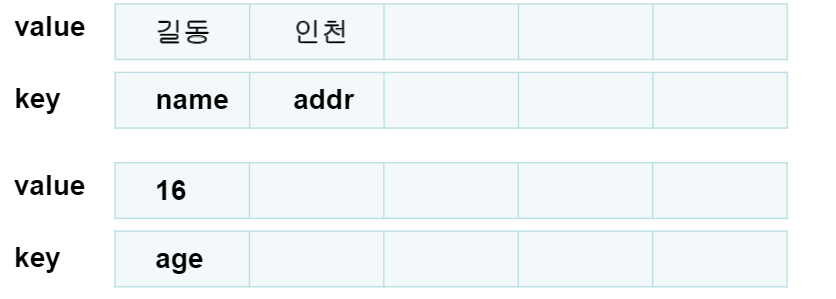 value 길동 인천
key name addr
value 16
key age